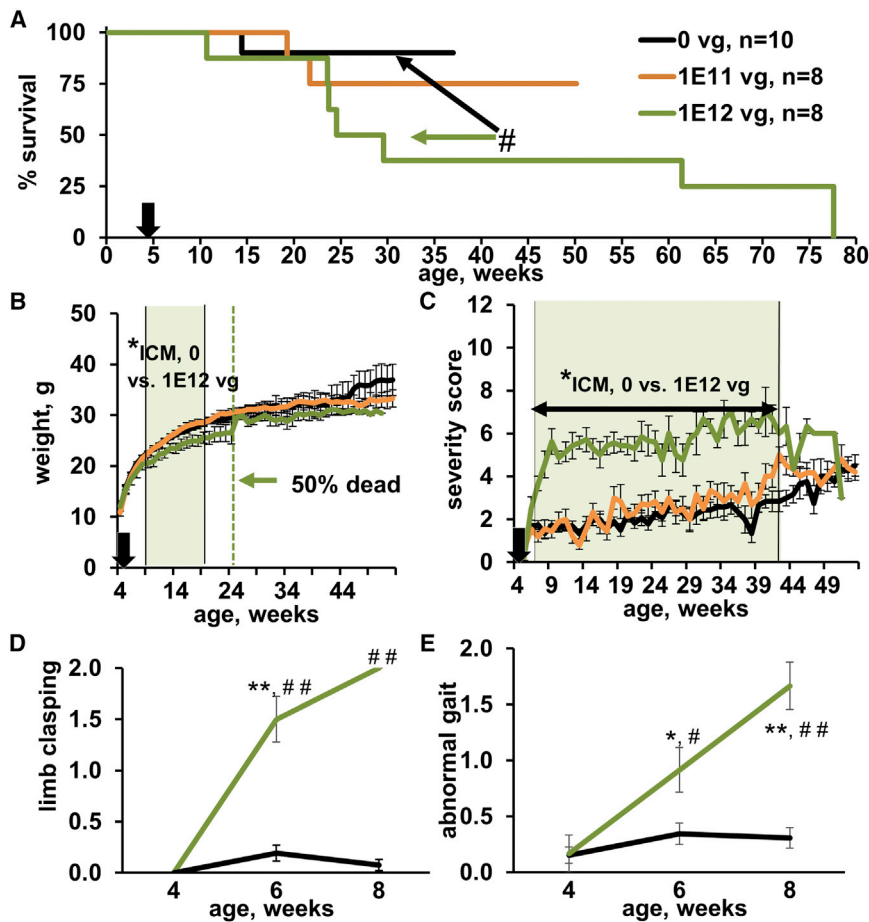 A
% survival
100
75
50
25
0
0 vg, n=10
1E11 vg, n=8
1E12 vg, n=8
#
0 5 10 15 20 25 30 35 40 45 50 55 60 65 70 75 80
age, weeks
B
weight, g
50
40
30
20
10
0
*ICM, 0
vs. 1E12 vg
50% dead
4 14 24 34 44
age, weeks
C
severity score
12
10
8
6
4
2
0
*ICM, 0 vs. 1E12 vg
4 9 14 19 24 29 34 39 44 49
age, weeks
D
limb clasping
2.0
1.5
1.0
0.5
0.0
**, # #
# #
4 6 8
age, weeks
E
abnormal gait
2.0
1.5
1.0
0.5
0.0
*, #
**, # #
4 6 8
age, weeks